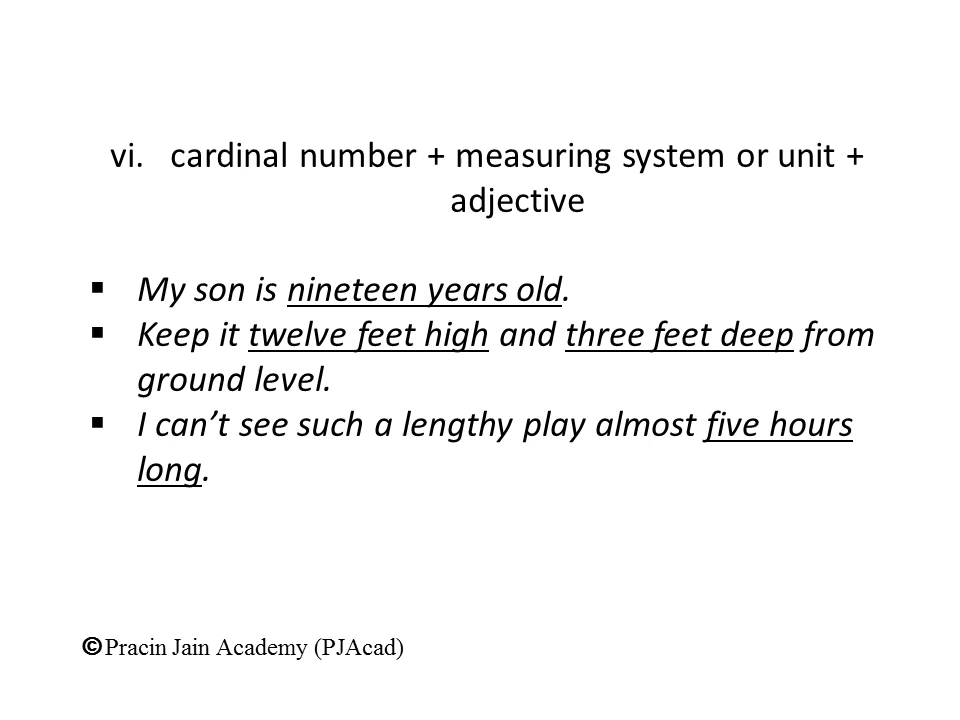 vi. cardinal number + measuring system or unit +
adjective
▪ My son is nineteen years old.
▪ Keep it twelve feet high and three feet deep from
ground level.
▪ I can’t see such a lengthy play almost five hours
long.
©Pracin Jain Academy (PJAcad)